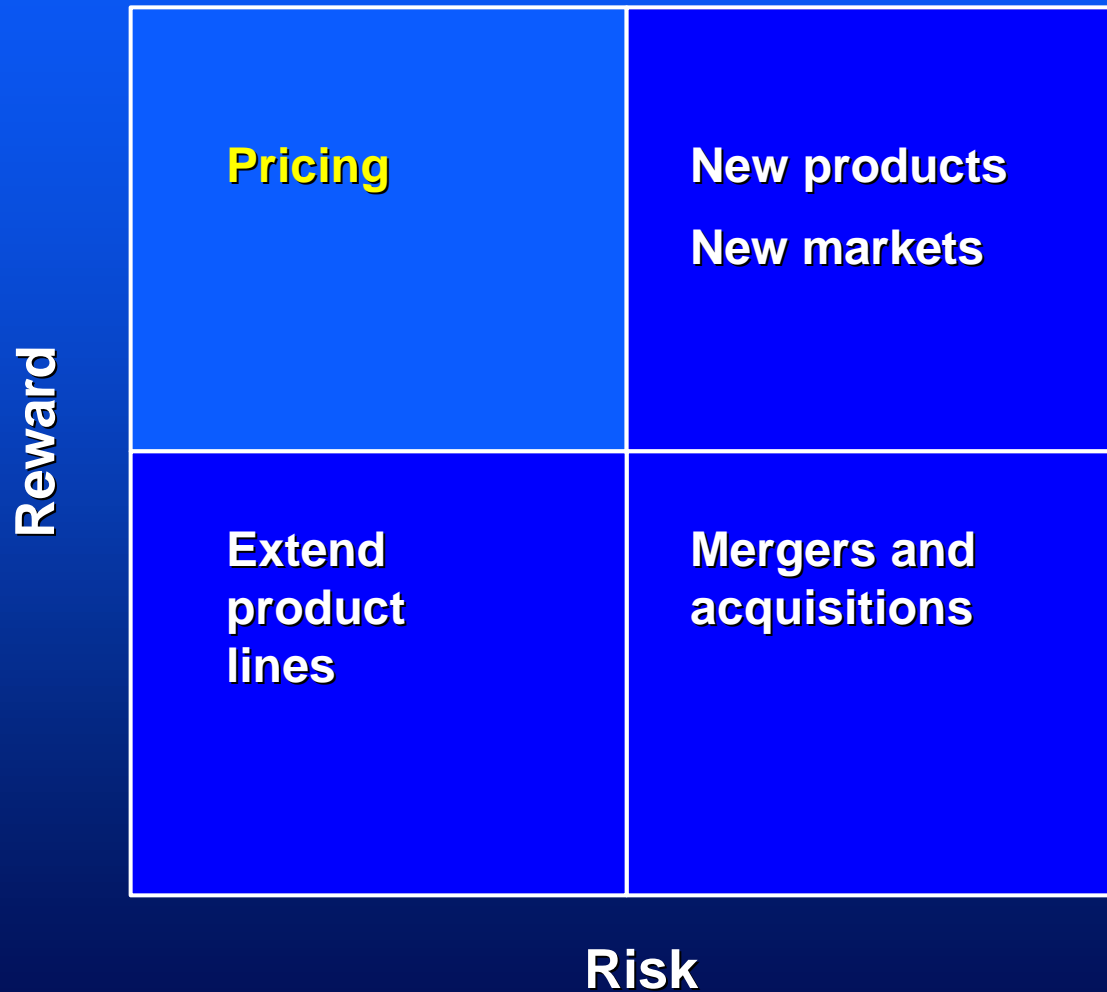 Pricing
New products
New markets
Reward
Extend
product
lines
Mergers and
acquisitions
Risk